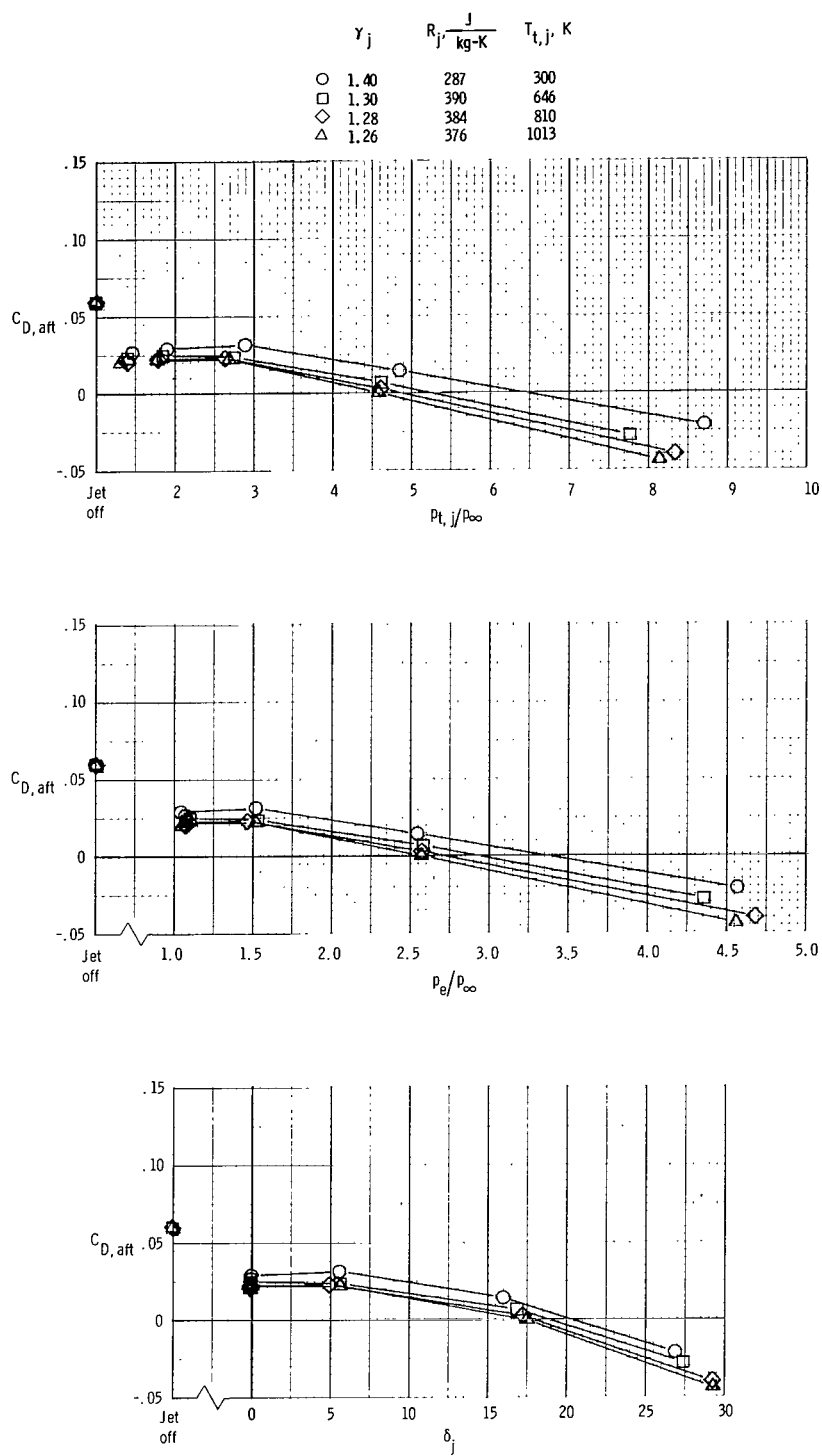 γj Rj, J/kg-K Tt,j, K
○ 1.40 287 300
□ 1.30 390 646
◇ 1.28 384 810
△ 1.26 376 1013
.15
.10
CD, aft .05
0
-.05
Jet off 2 3 4 5 6 7 8 9 10
pt, j/p∞
.15
.10
CD, aft .05
0
-.05
Jet off 1.0 1.5 2.0 2.5 3.0 3.5 4.0 4.5 5.0
pe/p∞
.15
.10
CD, aft .05
0
-.05
Jet off 0 5 10 15 20 25 30
δj